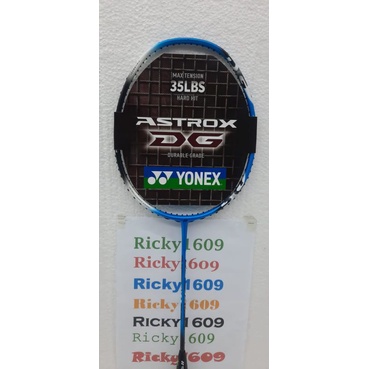 MAX TENSION
35LBS
HARD HIT
ASTROX
DG
DURABLE GRADE
YONEX
Ricky1609
Ricky1609
Ricky1609
Ricky1609
Ricky1609
Ricky1609
Ricky1609